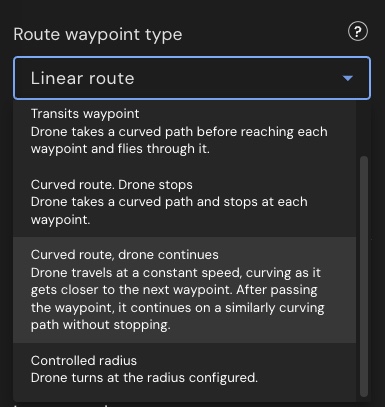 Route waypoint type
?
Linear route
Transits waypoint
Drone takes a curved path before reaching each
waypoint and flies through it.
Curved route. Drone stops
Drone takes a curved path and stops at each
waypoint.
Curved route, drone continues
Drone travels at a constant speed, curving as it
gets closer to the next waypoint. After passing
the waypoint, it continues on a similarly curving
path without stopping.
Controlled radius
Drone turns at the radius configured.